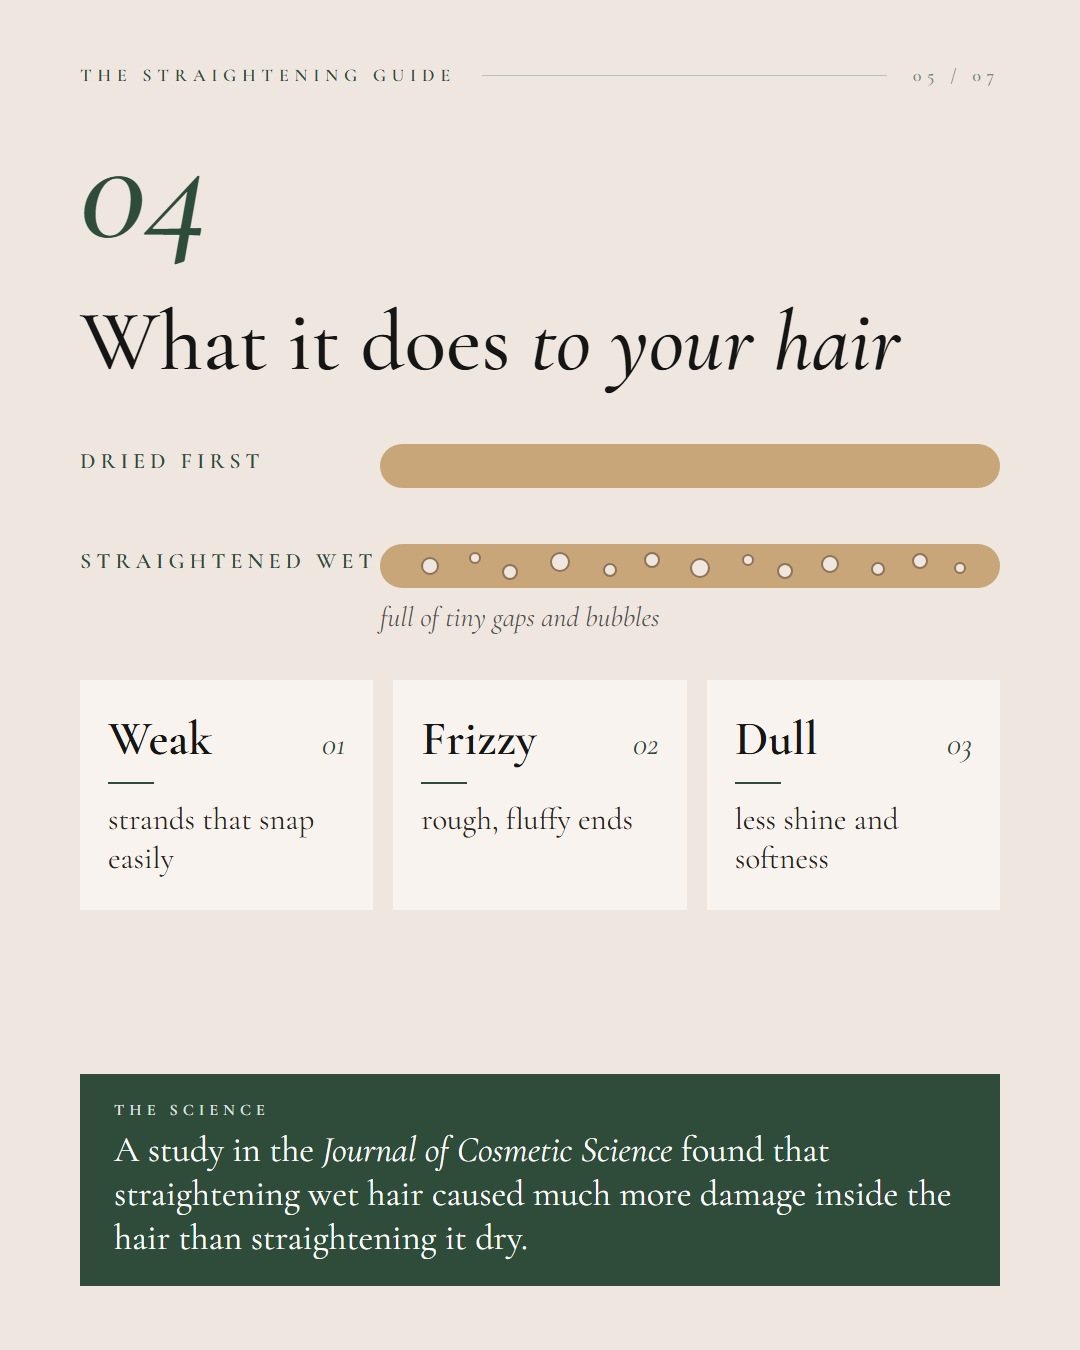 THE STRAIGHTENING GUIDE
05 / 07
04
What it does to your hair
DRIED FIRST
STRAIGHTENED WET
full of tiny gaps and bubbles
Weak 01
strands that snap
easily
Frizzy 02
rough, fluffy ends
Dull 03
less shine and
softness
THE SCIENCE
A study in the Journal of Cosmetic Science found that
straightening wet hair caused much more damage inside the
hair than straightening it dry.